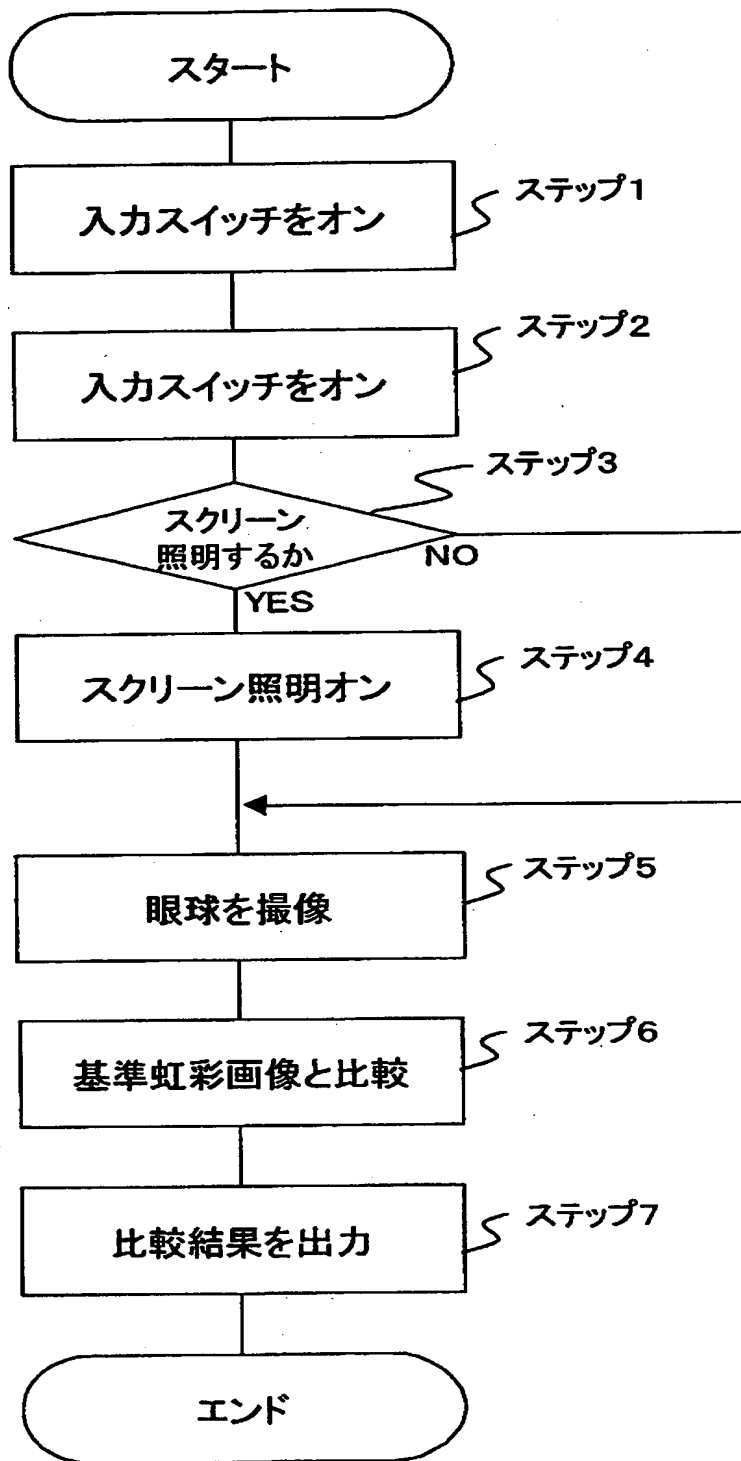 スタート
入力スイッチをオン
ステップ1
入力スイッチをオン
ステップ2
スクリーン
照明するか
ステップ3
NO
YES
スクリーン照明オン
ステップ4
眼球を撮像
ステップ5
基準虹彩画像と比較
ステップ6
比較結果を出力
ステップ7
エンド